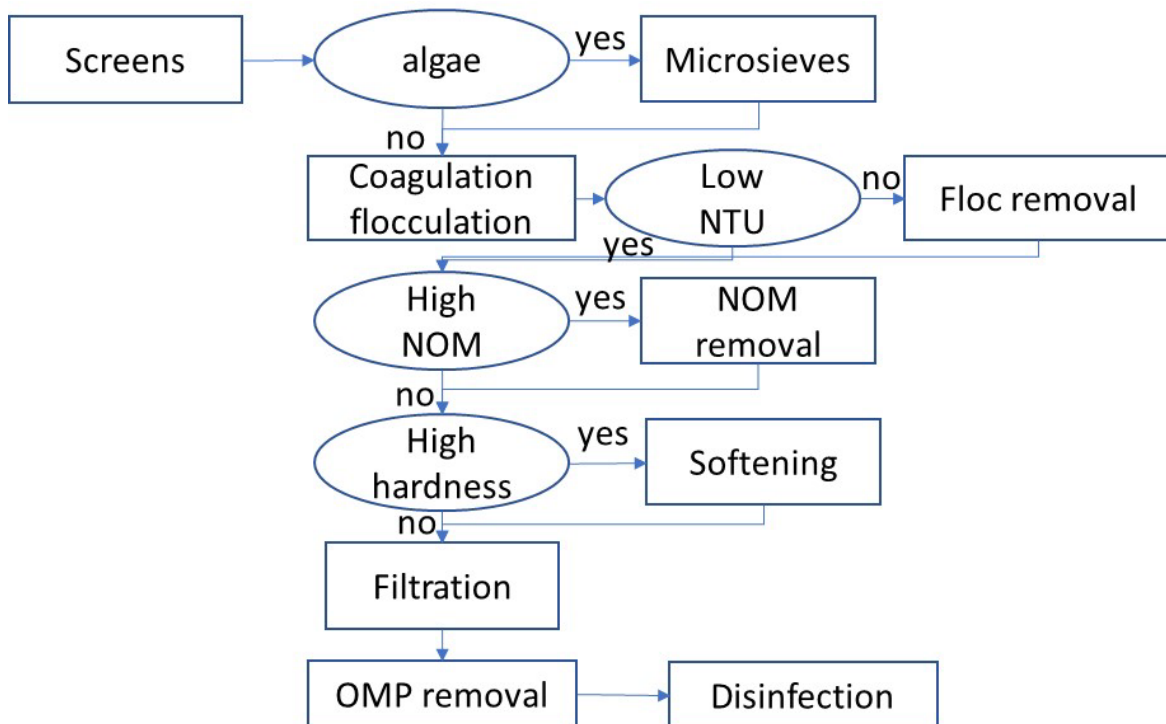 Screens
algae
yes
Microsieves
no
Coagulation
flocculation
Low
NTU
no
Floc removal
yes
High
NOM
yes
NOM
removal
no
High
hardness
yes
Softening
no
Filtration
OMP removal
Disinfection